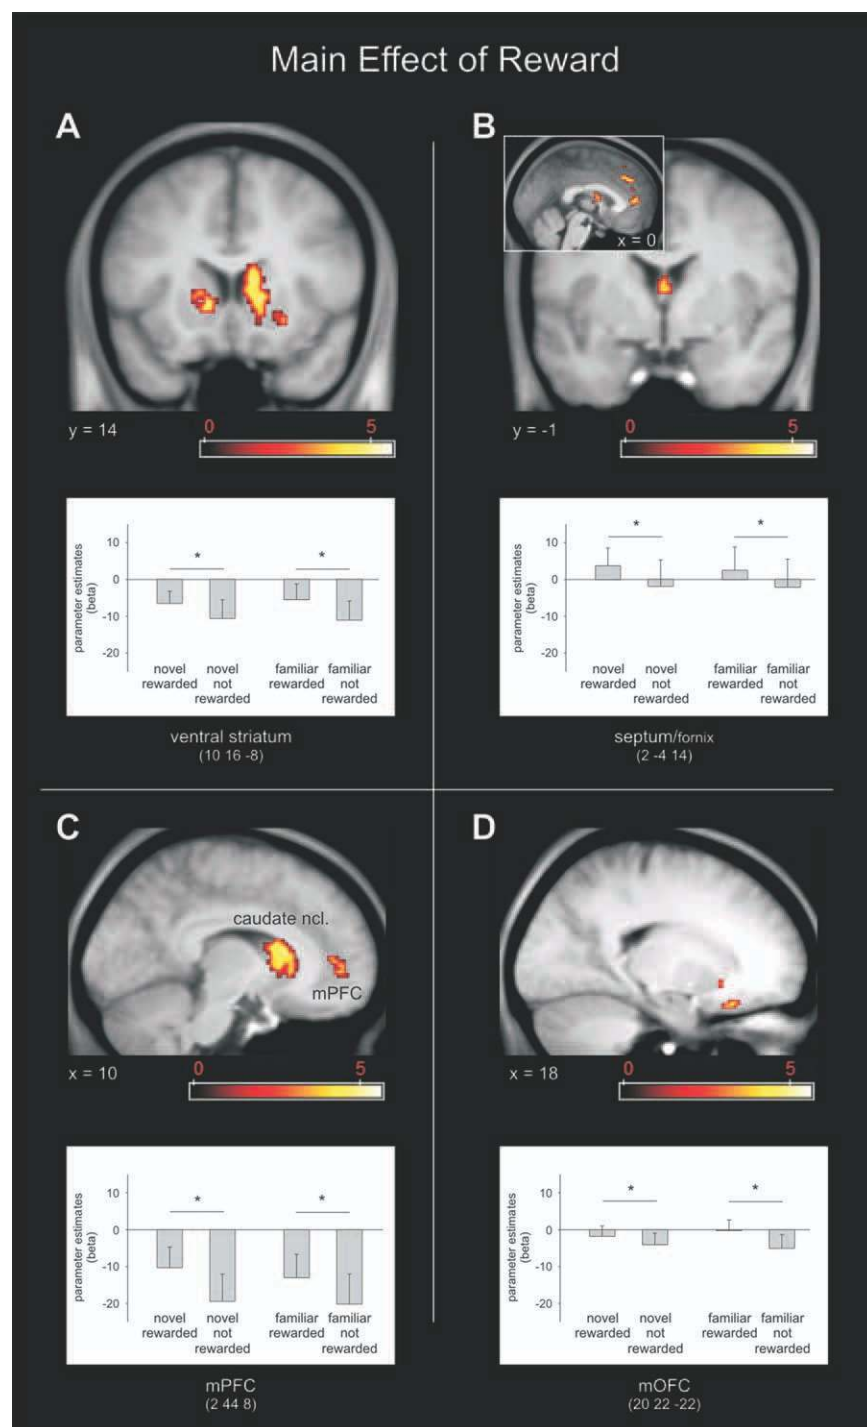 Main Effect of Reward
A
y = 14
0 5
10
0
-10
-20
parameter estimates
(beta)
* *
novel
rewarded
novel
not
rewarded
familiar
rewarded
familiar
not
rewarded
ventral striatum
(10 16 -8)
B
x = 0
y = -1
0 5
10
0
-10
-20
parameter estimates
(beta)
* *
novel
rewarded
novel
not
rewarded
familiar
rewarded
familiar
not
rewarded
septum/fornix
(2 -4 14)
C
caudate ncl.
mPFC
x = 10
0 5
10
0
-10
-20
parameter estimates
(beta)
* *
novel
rewarded
novel
not
rewarded
familiar
rewarded
familiar
not
rewarded
mPFC
(2 44 8)
D
x = 18
0 5
10
0
-10
-20
parameter estimates
(beta)
* *
novel
rewarded
novel
not
rewarded
familiar
rewarded
familiar
not
rewarded
mOFC
(20 22 -22)